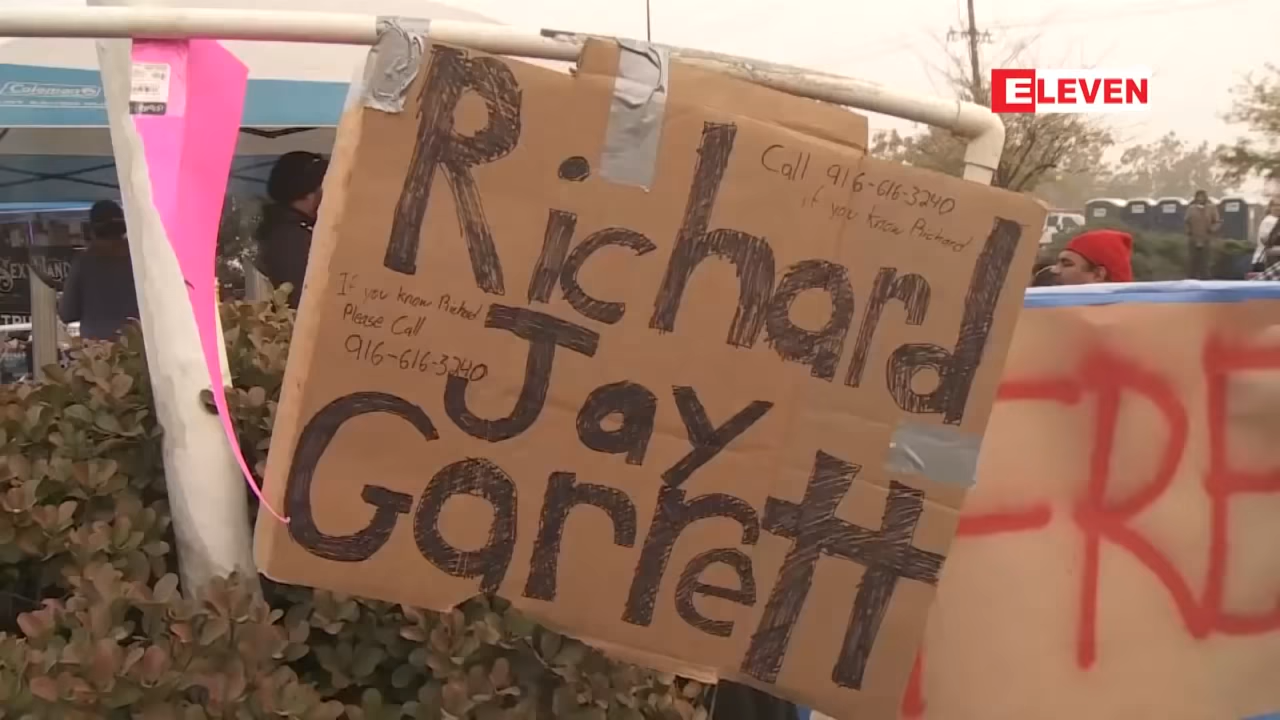 Coleman
ELEVEN
Richard
Call 916-616-3240
if you know Richard
If you know Richard
Please Call
916-616-3240
Jay
Garrett
FRE